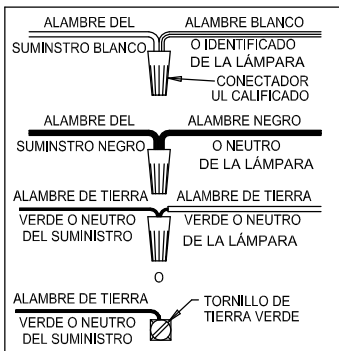 ALAMBRE DEL
SUMINSTRO BLANCO
ALAMBRE BLANCO
O IDENTIFICADO
DE LA LÁMPARA
CONECTADOR
UL CALIFICADO
ALAMBRE DEL
SUMINSTRO NEGRO
ALAMBRE NEGRO
O NEUTRO
DE LA LÁMPARA
ALAMBRE DE TIERRA
VERDE O NEUTRO
DEL SUMINISTRO
ALAMBRE DE TIERRA
VERDE O NEUTRO
DE LA LÁMPARA
O
ALAMBRE DE TIERRA
VERDE O NEUTRO
DEL SUMINISTRO
TORNILLO DE
TIERRA VERDE